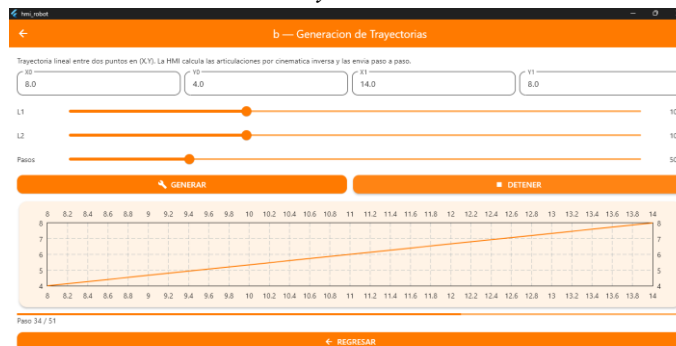 hmi_robot
b — Generacion de Trayectorias
Trayectoria lineal entre dos puntos en (X,Y). La HMI calcula las articulaciones por cinematica inversa y las envia paso a paso.
X0 Y0 X1 Y1
8.0 4.0 14.0 8.0
L1 10
L2 10
Pasos 50
GENERAR DETENER
8 8.2 8.4 8.6 8.8 9 9.2 9.4 9.6 9.8 10 10.2 10.4 10.6 10.8 11 11.2 11.4 11.6 11.8 12 12.2 12.4 12.6 12.8 13 13.2 13.4 13.6 13.8 14
8 8
7 7
6 6
5 5
4 4
8 8.2 8.4 8.6 8.8 9 9.2 9.4 9.6 9.8 10 10.2 10.4 10.6 10.8 11 11.2 11.4 11.6 11.8 12 12.2 12.4 12.6 12.8 13 13.2 13.4 13.6 13.8 14
Paso 34 / 51
← REGRESAR